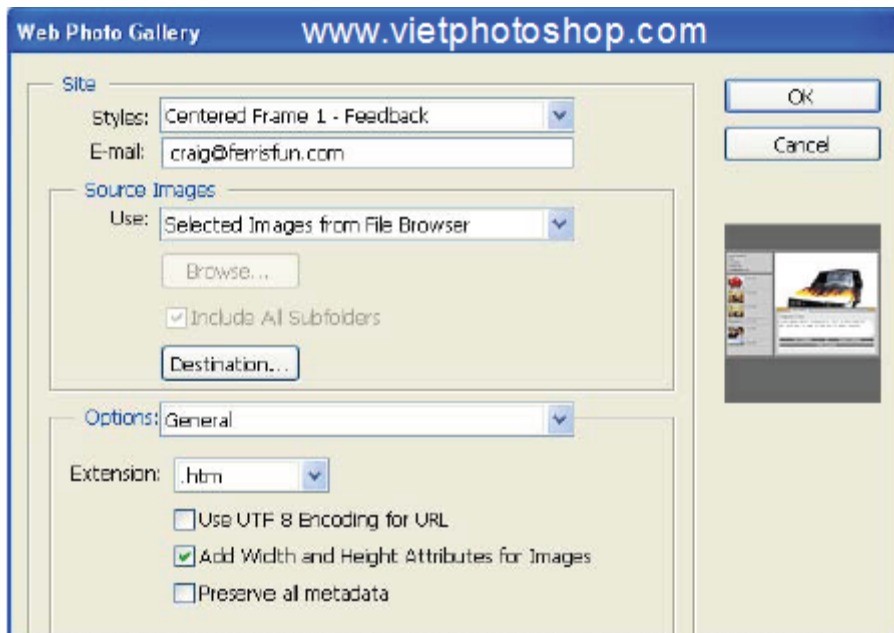 Web Photo Gallery www.vietphotoshop.com
Site
Styles: Centered Frame 1 - Feedback
E-mail: craig@ferrisfun.com
Source Images
Use: Selected Images from File Browser
Browse...
Include All Subfolders
Destination...
Options: General
Extension: .htm
Use UTF 8 Encoding for URL
Add Width and Height Attributes for Images
Preserve all metadata
OK
Cancel